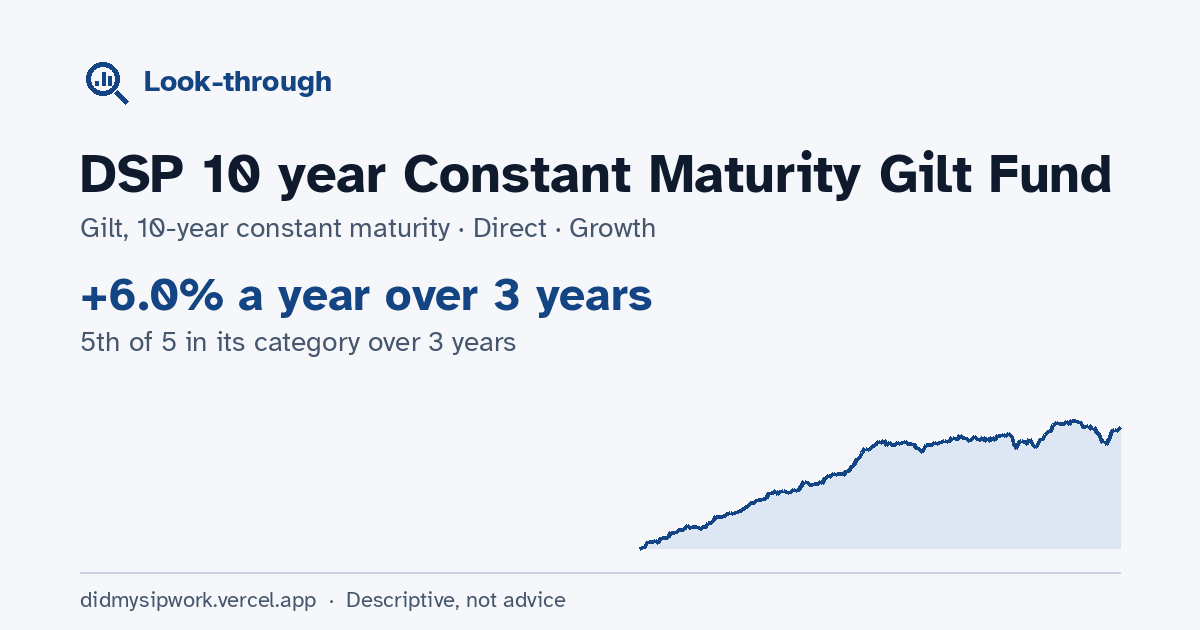 Look-through
DSP 10 year Constant Maturity Gilt Fund
Gilt, 10-year constant maturity · Direct · Growth
+6.0% a year over 3 years
5th of 5 in its category over 3 years
didmysipwork.vercel.app · Descriptive, not advice